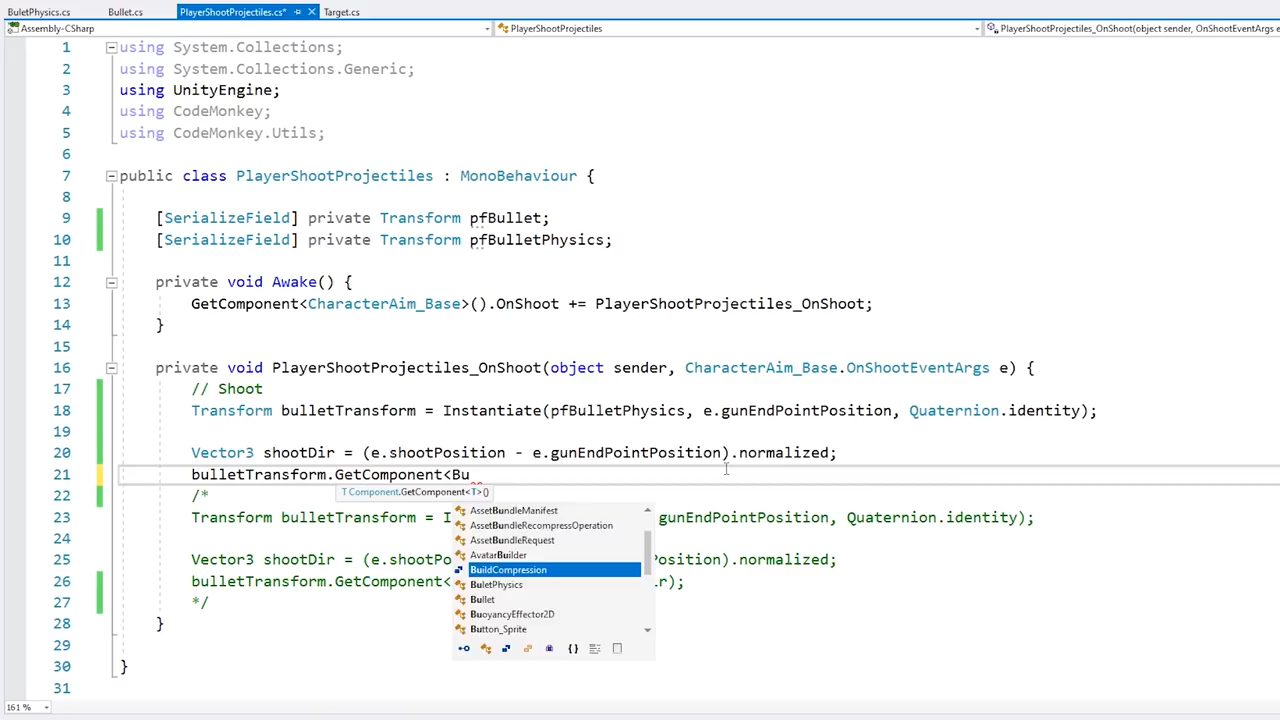 BuletPhysics.cs Bullet.cs PlayerShootProjectiles.cs* Target.cs
Assembly-CSharp PlayerShootProjectiles PlayerShootProjectiles_OnShoot(object sender, OnShootEventArgs e
1 using System.Collections;
2 using System.Collections.Generic;
3 using UnityEngine;
4 using CodeMonkey;
5 using CodeMonkey.Utils;
6
7 public class PlayerShootProjectiles : MonoBehaviour {
8
9 [SerializeField] private Transform pfBullet;
10 [SerializeField] private Transform pfBulletPhysics;
11
12 private void Awake() {
13 GetComponent<CharacterAim_Base>().OnShoot += PlayerShootProjectiles_OnShoot;
14 }
15
16 private void PlayerShootProjectiles_OnShoot(object sender, CharacterAim_Base.OnShootEventArgs e) {
17 // Shoot
18 Transform bulletTransform = Instantiate(pfBulletPhysics, e.gunEndPointPosition, Quaternion.identity);
19
20 Vector3 shootDir = (e.shootPosition - e.gunEndPointPosition).normalized;
21 bulletTransform.GetComponent<Bu
T Component.GetComponent<T>()
22 /*
AssetBundleManifest
23 Transform bulletTransform = I gunEndPointPosition, Quaternion.identity);
AssetBundleRecompressOperation
24
AssetBundleRequest
25 Vector3 shootDir = (e.shootPo osition).normalized;
AvatarBuilder
BuildCompression
26 bulletTransform.GetComponent< r);
BuletPhysics
27 */
Bullet
BuoyancyEffector2D
28 }
Button_Sprite
29
30 }
31
161 %